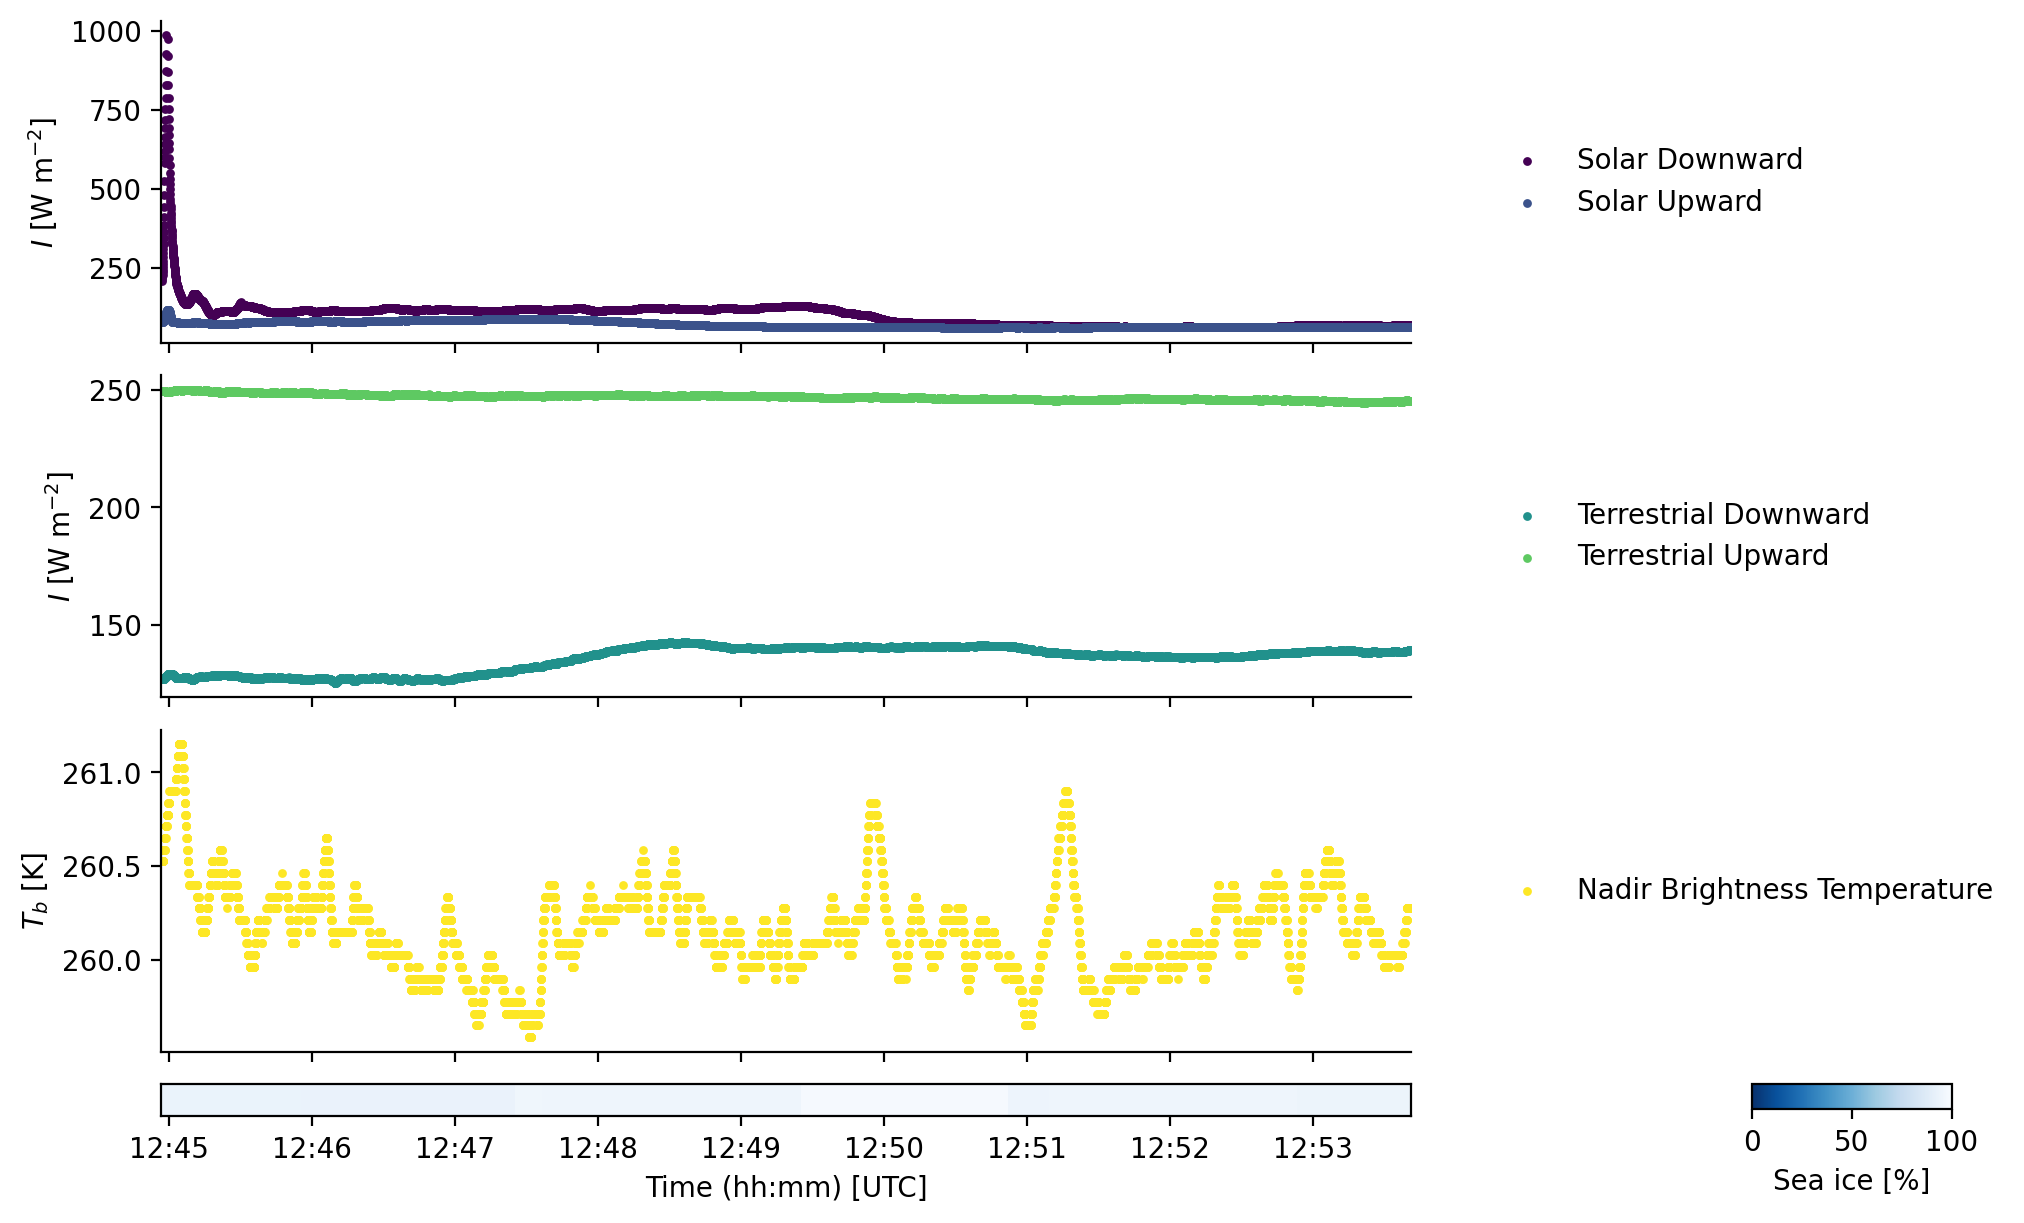 1000
750
500
250
I [W m−2]
Solar Downward
Solar Upward
250
200
150
I [W m−2]
Terrestrial Downward
Terrestrial Upward
261.0
260.5
260.0
Tb [K]
Nadir Brightness Temperature
12:45 12:46 12:47 12:48 12:49 12:50 12:51 12:52 12:53
Time (hh:mm) [UTC]
0 50 100
Sea ice [%]